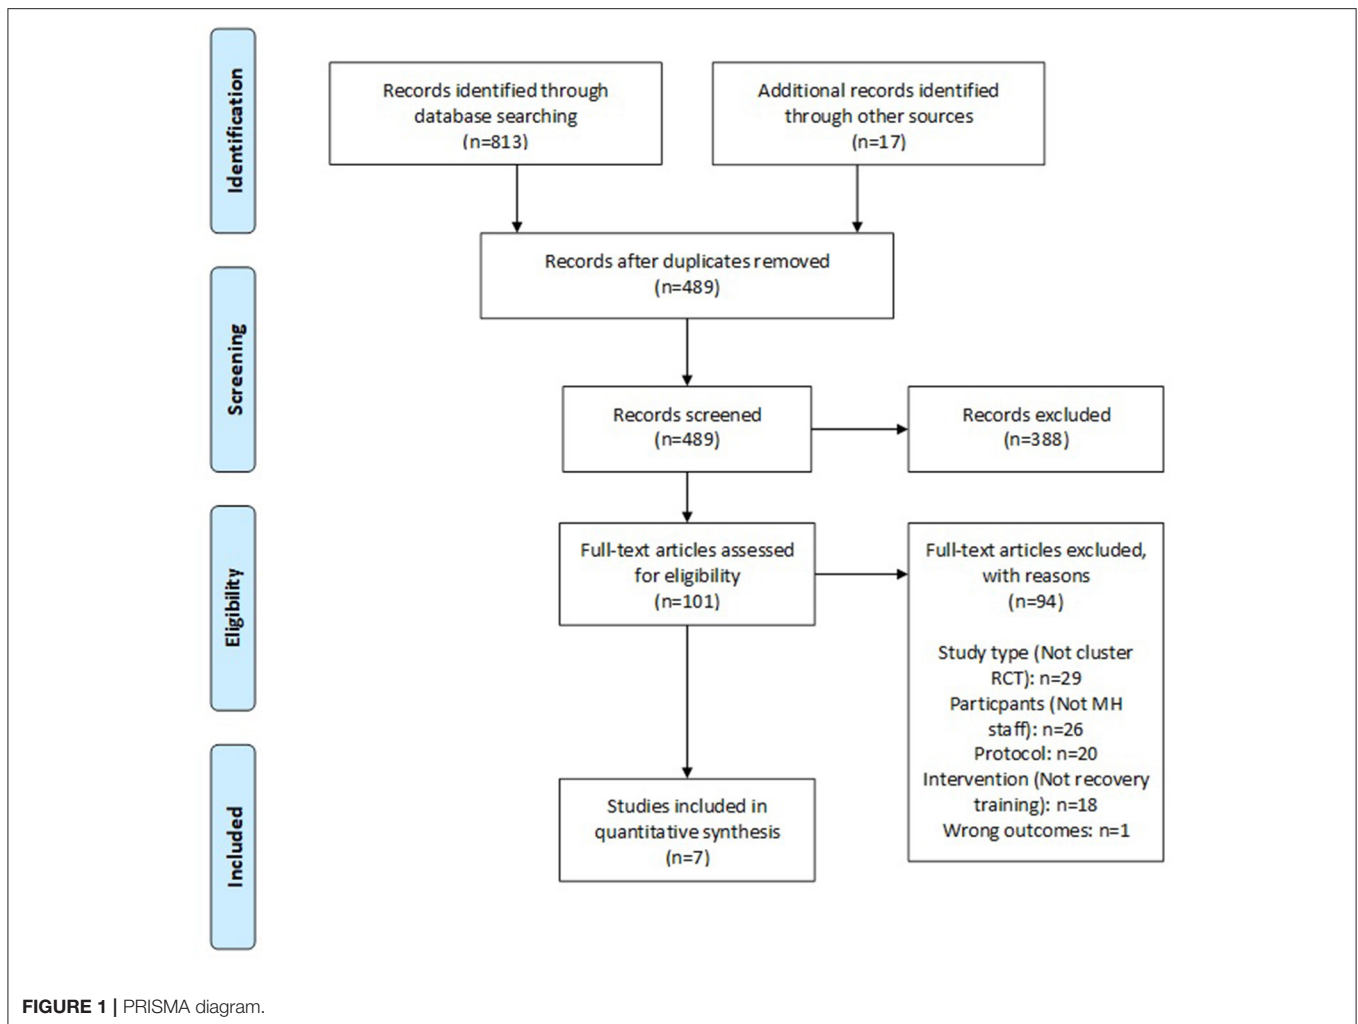 Identification
Records identified through
database searching
(n=813)
Additional records identified
through other sources
(n=17)
Records after duplicates removed
(n=489)
Screening
Records screened
(n=489)
Records excluded
(n=388)
Eligibility
Full-text articles assessed
for eligibility
(n=101)
Full-text articles excluded,
with reasons
(n=94)
Study type (Not cluster
RCT): n=29
Particpants (Not MH
staff): n=26
Protocol: n=20
Intervention (Not recovery
training): n=18
Wrong outcomes: n=1
Included
Studies included in
quantitative synthesis
(n=7)
FIGURE 1 | PRISMA diagram.